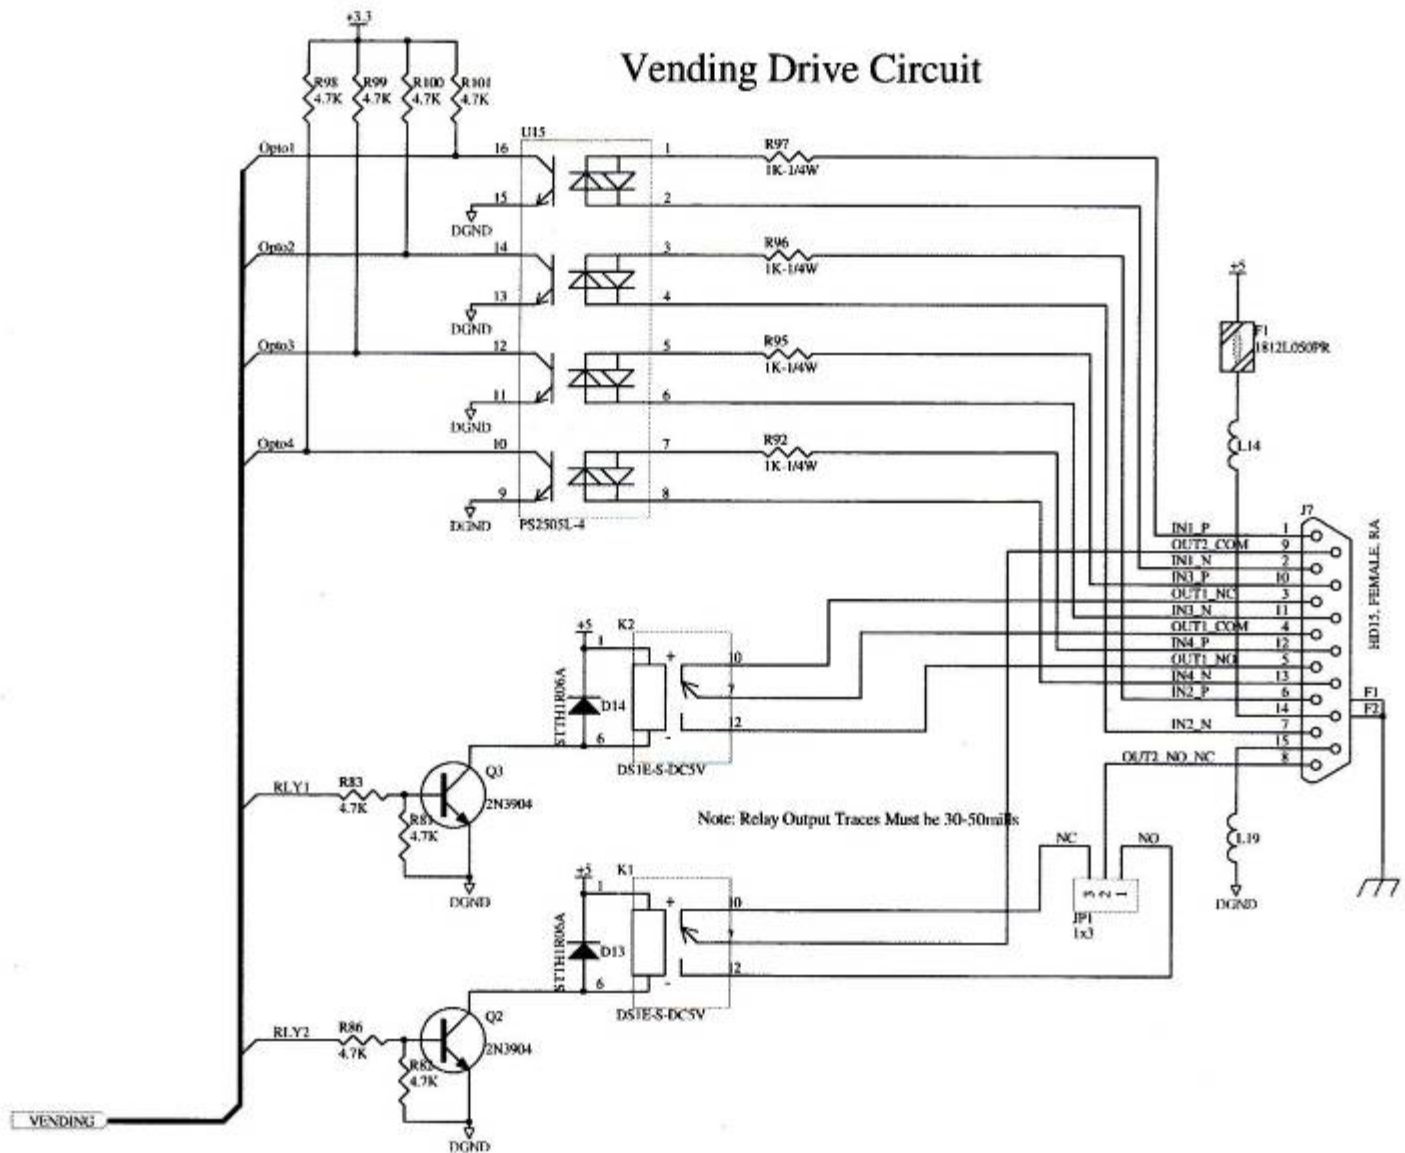 +3.3
Vending Drive Circuit
R98
4.7K
R99
4.7K
R100
4.7K
R101
4.7K
U15
Opto1
16
1
R97
1K-1/4W
15
2
DGND
Opto2
14
3
R96
1K-1/4W
13
4
DGND
+5
F1
1812L050PR
Opto3
12
5
R95
1K-1/4W
11
6
DGND
L14
Opto4
10
7
R92
1K-1/4W
9
8
DGND
PS2505L-4
J7
HD15, FEMALE, RA
IN1_P 1
OUT2_COM 9
IN1_N 2
IN3_P 10
OUT1_NC 3
IN3_N 11
OUT1_COM 4
IN4_P 12
OUT1_NO 5
IN4_N 13
IN2_P 6
14
IN2_N 7
15
OUT2_NO_NC 8
F1
F2
+5
1
K2
+
10
7
12
-
STTH1R06A
D14
6
DS1E-S-DC5V
RLY1
R83
4.7K
Q3
2N3904
R81
4.7K
DGND
Note: Relay Output Traces Must be 30-50mills
NC
NO
3 2 1
JP1
1x3
L19
DGND
+5
1
K1
+
10
7
12
-
STTH1R06A
D13
6
DS1E-S-DC5V
RLY2
R86
4.7K
Q2
2N3904
R82
4.7K
DGND
VENDING